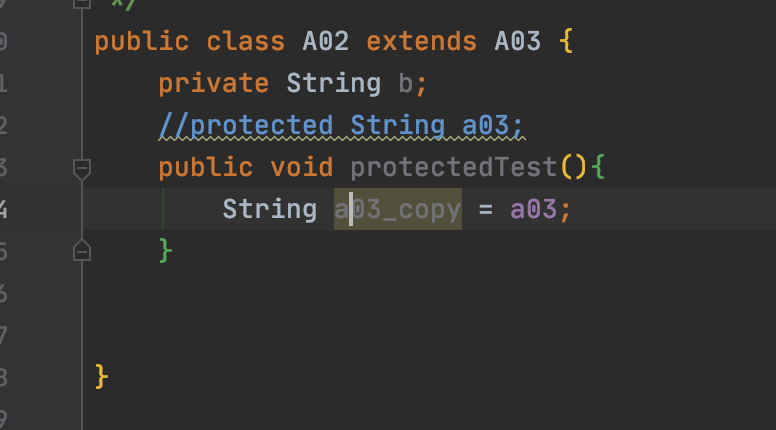 */
public class A02 extends A03 {
private String b;
//protected String a03;
public void protectedTest(){
String a03_copy = a03;
}
}